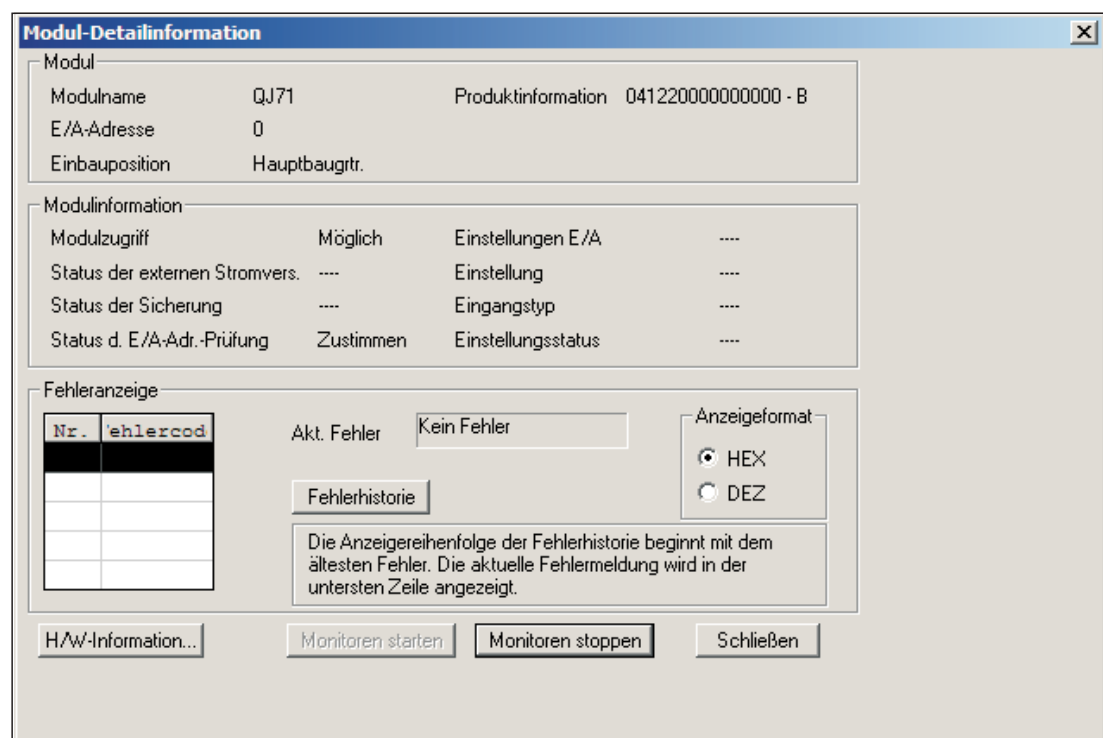 Modul-Detailinformation
Modul
Modulname QJ71 Produktinformation 041220000000000 - B
E/A-Adresse 0
Einbauposition Hauptbaugrtr.
Modulinformation
Modulzugriff Möglich Einstellungen E/A ----
Status der externen Stromvers. ---- Einstellung ----
Status der Sicherung ---- Eingangstyp ----
Status d. E/A-Adr.-Prüfung Zustimmen Einstellungsstatus ----
Fehleranzeige
Nr. ehlercod
Akt. Fehler Kein Fehler
Anzeigeformat
HEX
DEZ
Fehlerhistorie
Die Anzeigereihenfolge der Fehlerhistorie beginnt mit dem
ältesten Fehler. Die aktuelle Fehlermeldung wird in der
untersten Zeile angezeigt.
H/W-Information... Monitoren starten Monitoren stoppen Schließen